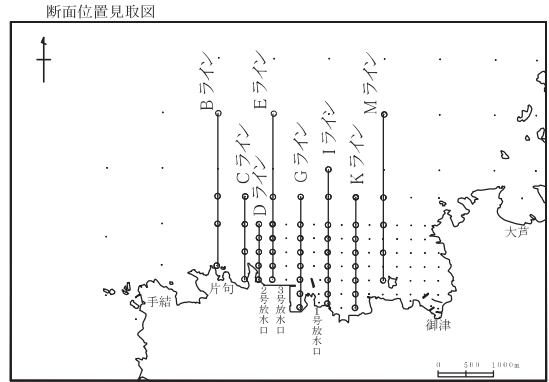 断面位置見取図
Bライン
Cライン
Dライン
Eライン
Gライン
Iライン
Kライン
Mライン
大芦
手結
片句
2号放水口
3号放水口
1号放水口
御津
0 500 1000m